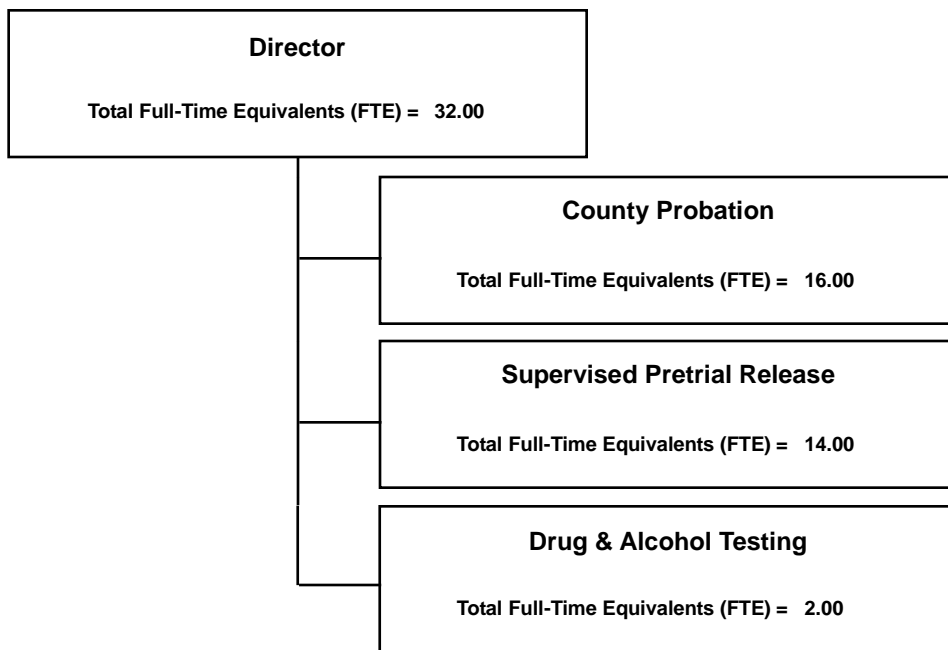 Director
Total Full-Time Equivalents (FTE) = 32.00
County Probation
Total Full-Time Equivalents (FTE) = 16.00
Supervised Pretrial Release
Total Full-Time Equivalents (FTE) = 14.00
Drug & Alcohol Testing
Total Full-Time Equivalents (FTE) = 2.00